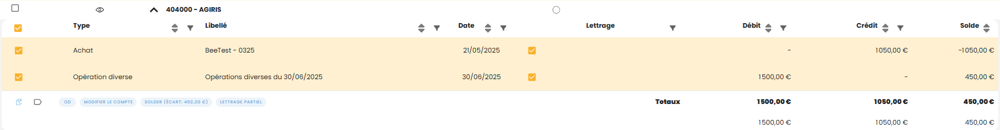 404000 - AGIRIS
Type Libellé Date Lettrage Débit Crédit Solde
Achat BeeTest - 0325 21/05/2025 - 1050,00 € -1050,00 €
Opération diverse Opérations diverses du 30/06/2025 30/06/2025 1500,00 € - 450,00 €
OD MODIFIER LE COMPTE SOLDER (ÉCART: 450,00 €) LETTRAGE PARTIEL Totaux 1500,00 € 1050,00 € 450,00 €
1500,00 € 1050,00 € 450,00 €